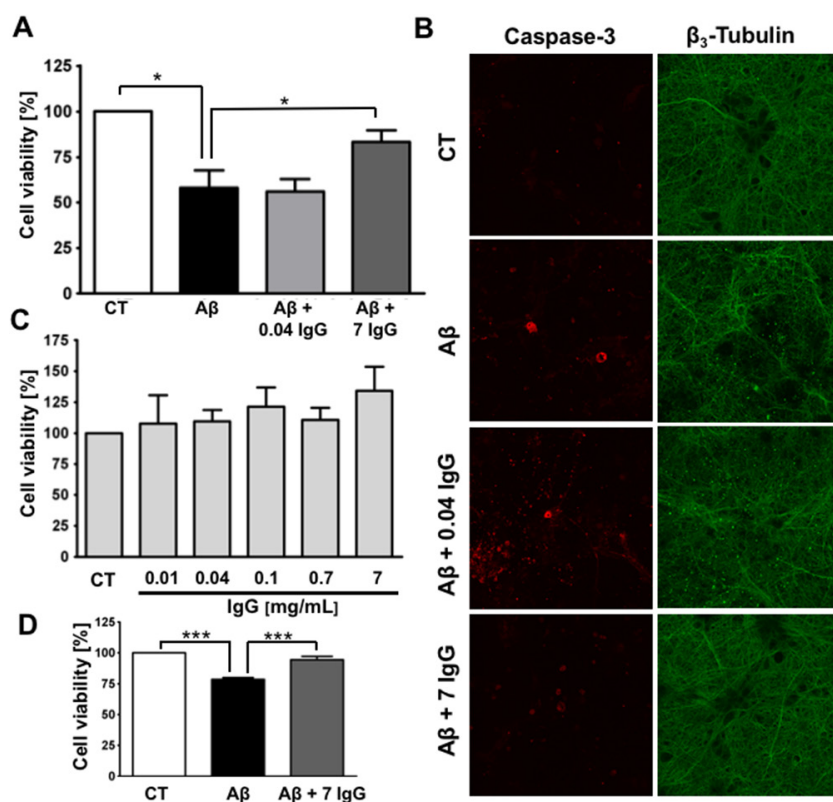 A
Cell viability [%]
125
100
75
50
25
0
*
*
CT
Aβ
Aβ +
0.04 IgG
Aβ +
7 IgG
B
Caspase-3
β₃-Tubulin
CT
Aβ
Aβ + 0.04 IgG
Aβ + 7 IgG
C
Cell viability [%]
175
150
125
100
75
50
25
0
CT
0.01
0.04
0.1
0.7
7
IgG [mg/mL]
D
Cell viability [%]
125
100
75
50
25
0
***
***
CT
Aβ
Aβ + 7 IgG